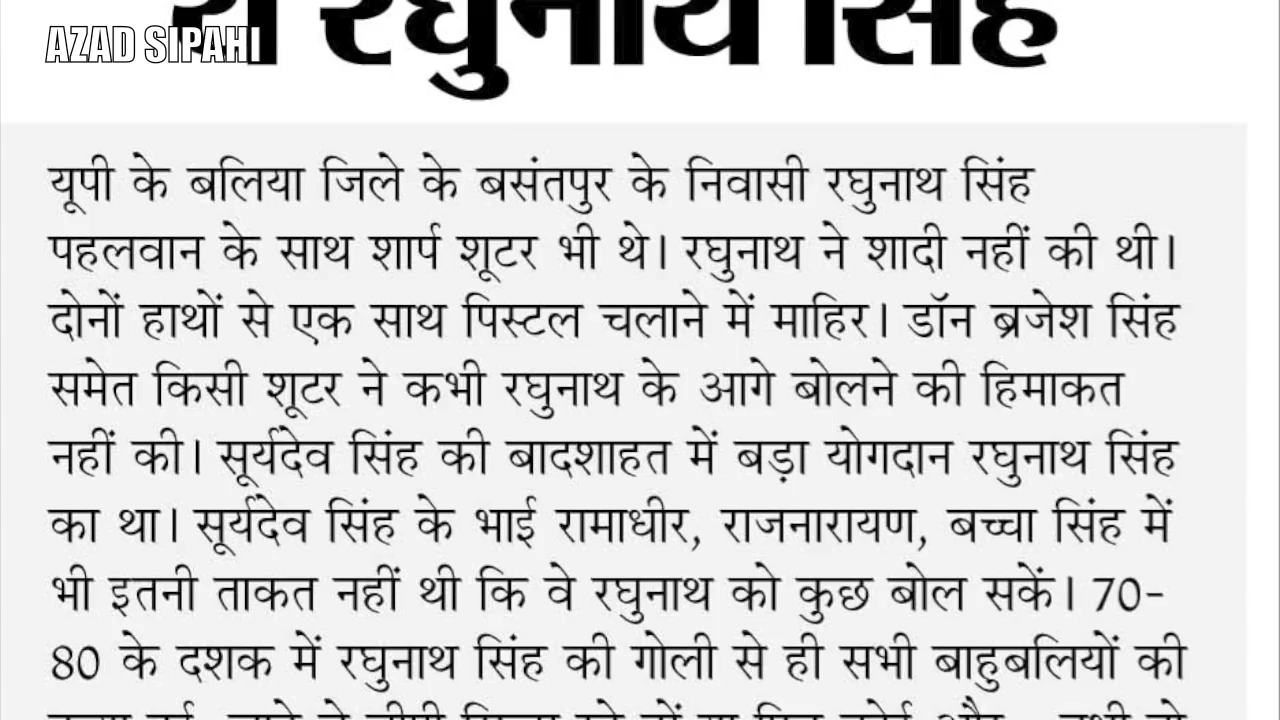 AZAD SIPAHI
रघुनाथ सिंह
यूपी के बलिया जिले के बसंतपुर के निवासी रघुनाथ सिंह
पहलवान के साथ शार्प शूटर भी थे। रघुनाथ ने शादी नहीं की थी।
दोनों हाथों से एक साथ पिस्टल चलाने में माहिर। डॉन ब्रजेश सिंह
समेत किसी शूटर ने कभी रघुनाथ के आगे बोलने की हिमाकत
नहीं की। सूर्यदेव सिंह की बादशाहत में बड़ा योगदान रघुनाथ सिंह
का था। सूर्यदेव सिंह के भाई रामाधीर, राजनारायण, बच्चा सिंह में
भी इतनी ताकत नहीं थी कि वे रघुनाथ को कुछ बोल सकें। 70-
80 के दशक में रघुनाथ सिंह की गोली से ही सभी बाहुबलियों की